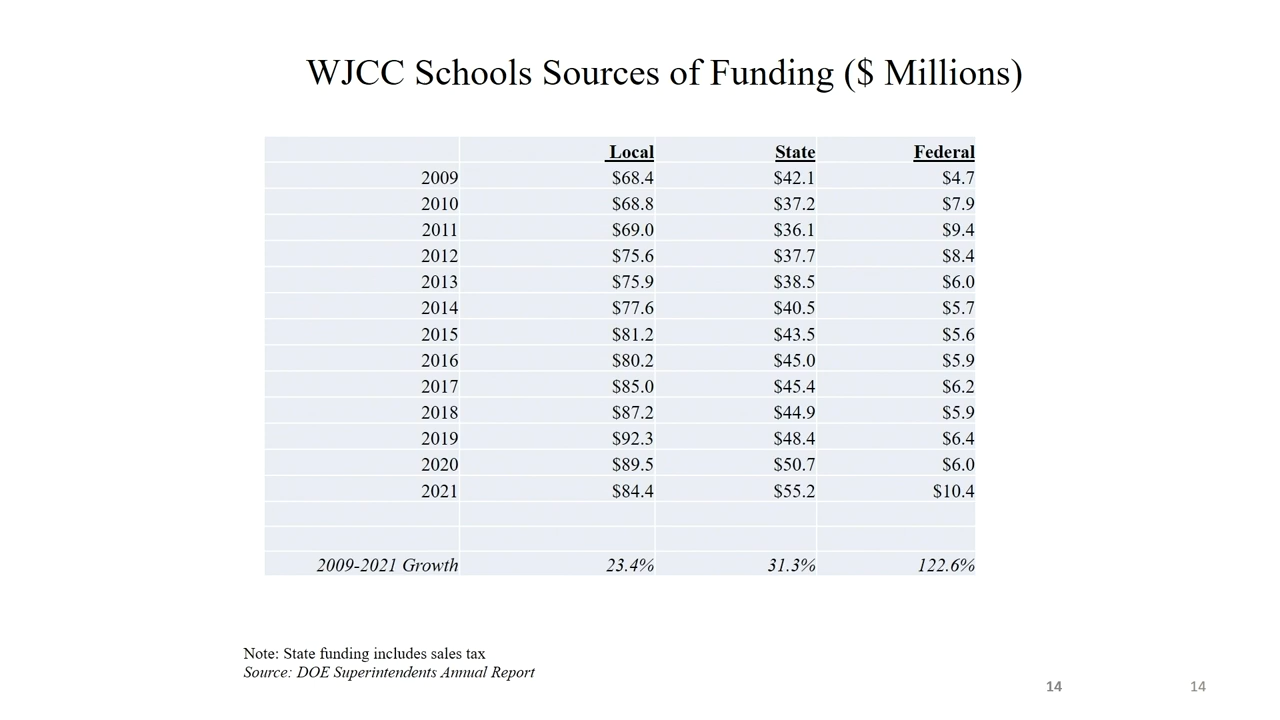 WJCC Schools Sources of Funding ($ Millions)
Local State Federal
2009 $68.4 $42.1 $4.7
2010 $68.8 $37.2 $7.9
2011 $69.0 $36.1 $9.4
2012 $75.6 $37.7 $8.4
2013 $75.9 $38.5 $6.0
2014 $77.6 $40.5 $5.7
2015 $81.2 $43.5 $5.6
2016 $80.2 $45.0 $5.9
2017 $85.0 $45.4 $6.2
2018 $87.2 $44.9 $5.9
2019 $92.3 $48.4 $6.4
2020 $89.5 $50.7 $6.0
2021 $84.4 $55.2 $10.4
2009-2021 Growth 23.4% 31.3% 122.6%
Note: State funding includes sales tax
Source: DOE Superintendents Annual Report
14 14